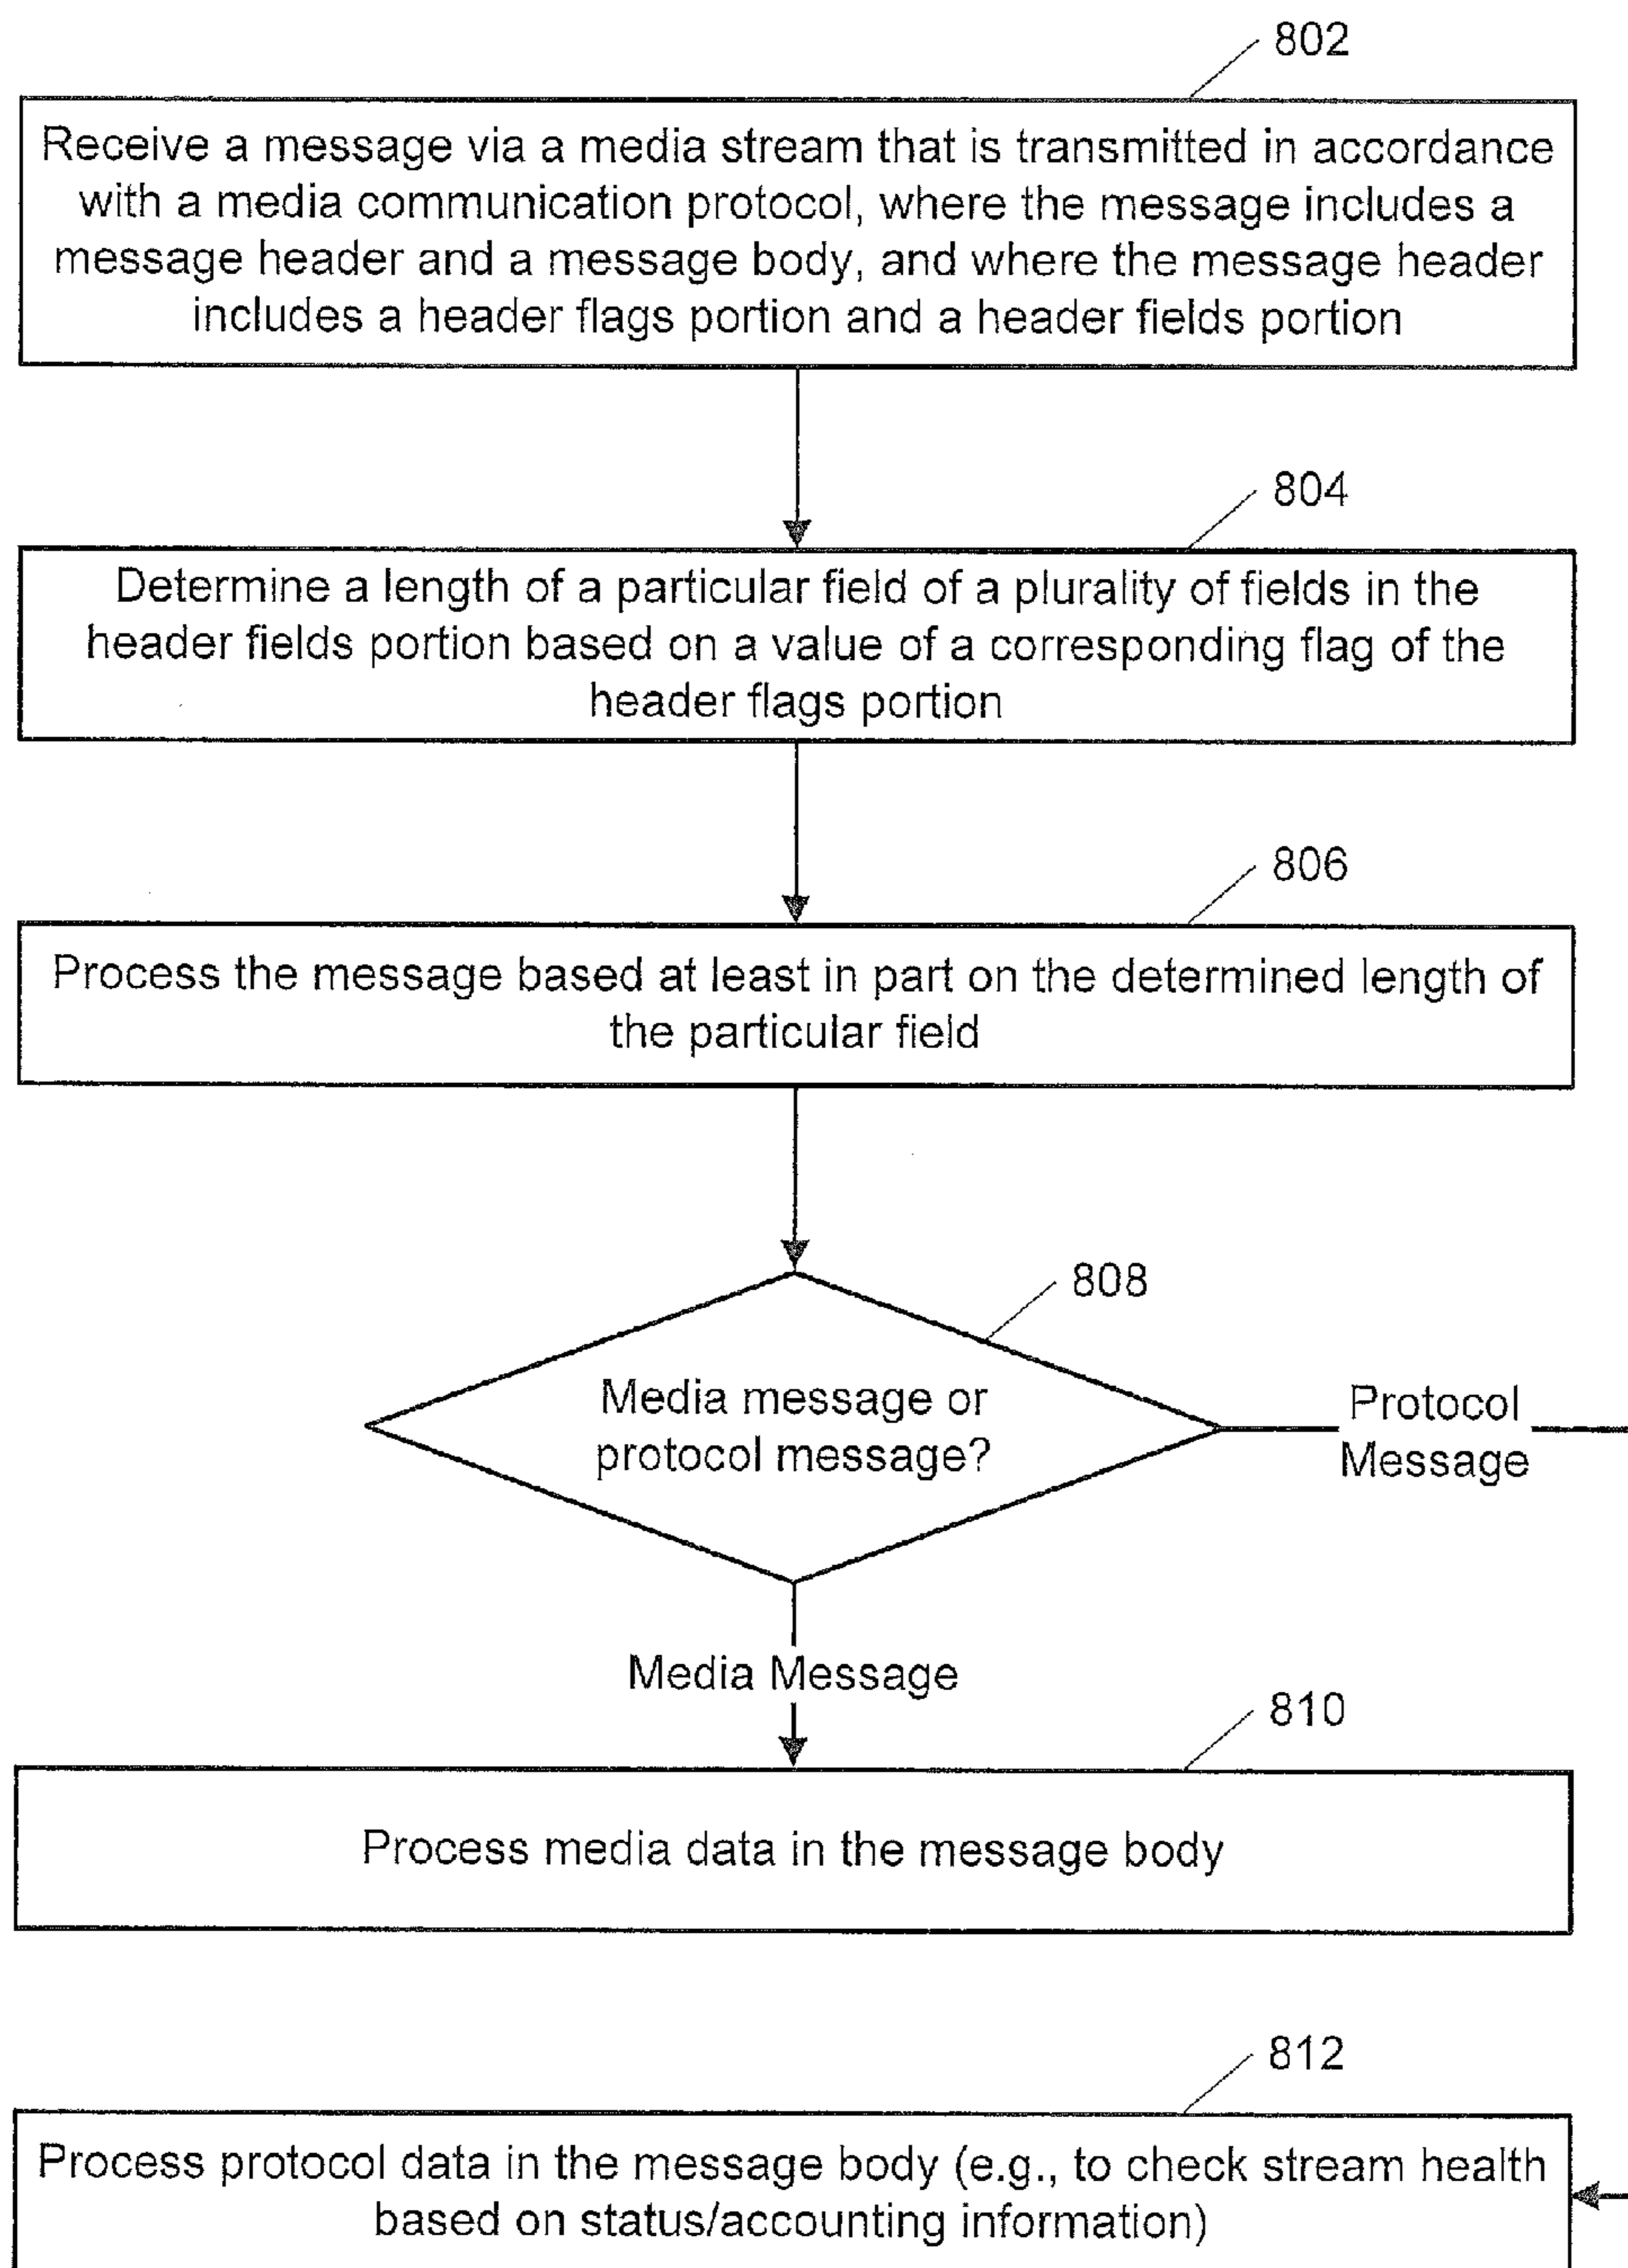 802
Receive a message via a media stream that is transmitted in accordance
with a media communication protocol, where the message includes a
message header and a message body, and where the message header
includes a header flags portion and a header fields portion
804
Determine a length of a particular field of a plurality of fields in the
header fields portion based on a value of a corresponding flag of the
header flags portion
806
Process the message based at least in part on the determined length of
the particular field
808
Media message or
protocol message?
Protocol
Message
Media Message
810
Process media data in the message body
812
Process protocol data in the message body (e.g., to check stream health
based on status/accounting information)